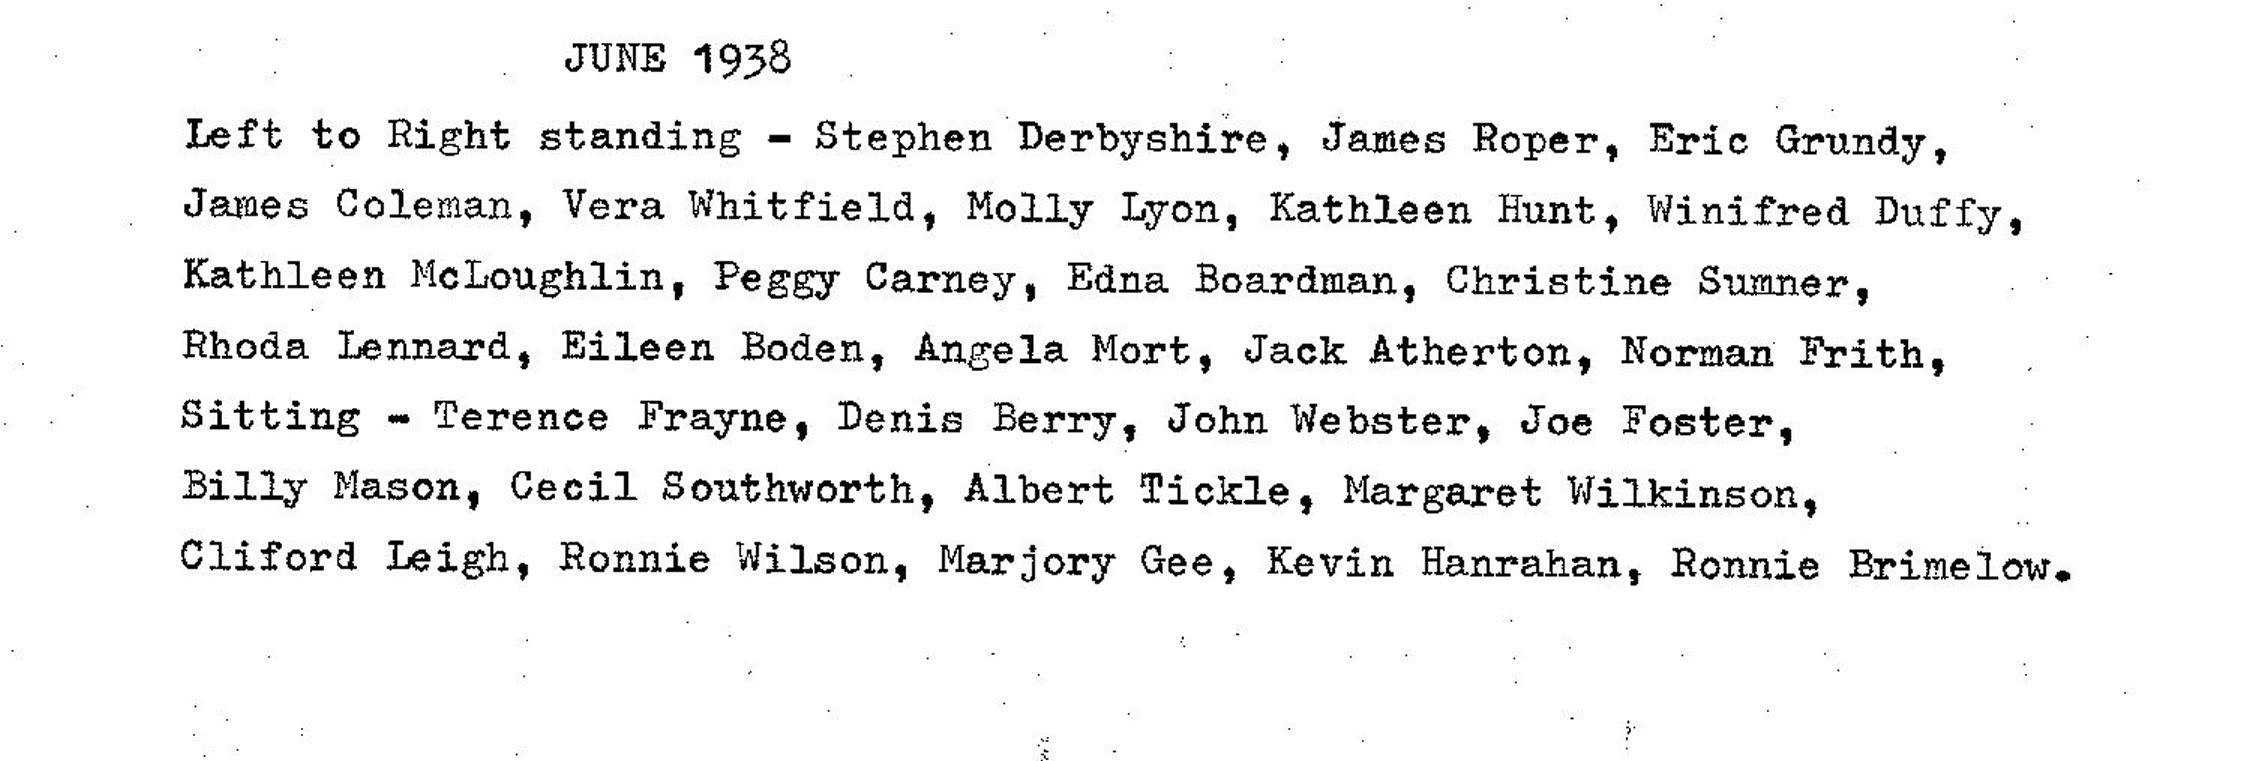 JUNE 1938
Left to Right standing - Stephen Derbyshire, James Roper, Eric Grundy,
James Coleman, Vera Whitfield, Molly Lyon, Kathleen Hunt, Winifred Duffy,
Kathleen McLoughlin, Peggy Carney, Edna Boardman, Christine Sumner,
Rhoda Lennard, Eileen Boden, Angela Mort, Jack Atherton, Norman Frith,
Sitting - Terence Frayne, Denis Berry, John Webster, Joe Foster,
Billy Mason, Cecil Southworth, Albert Tickle, Margaret Wilkinson,
Cliford Leigh, Ronnie Wilson, Marjory Gee, Kevin Hanrahan, Ronnie Brimelow.